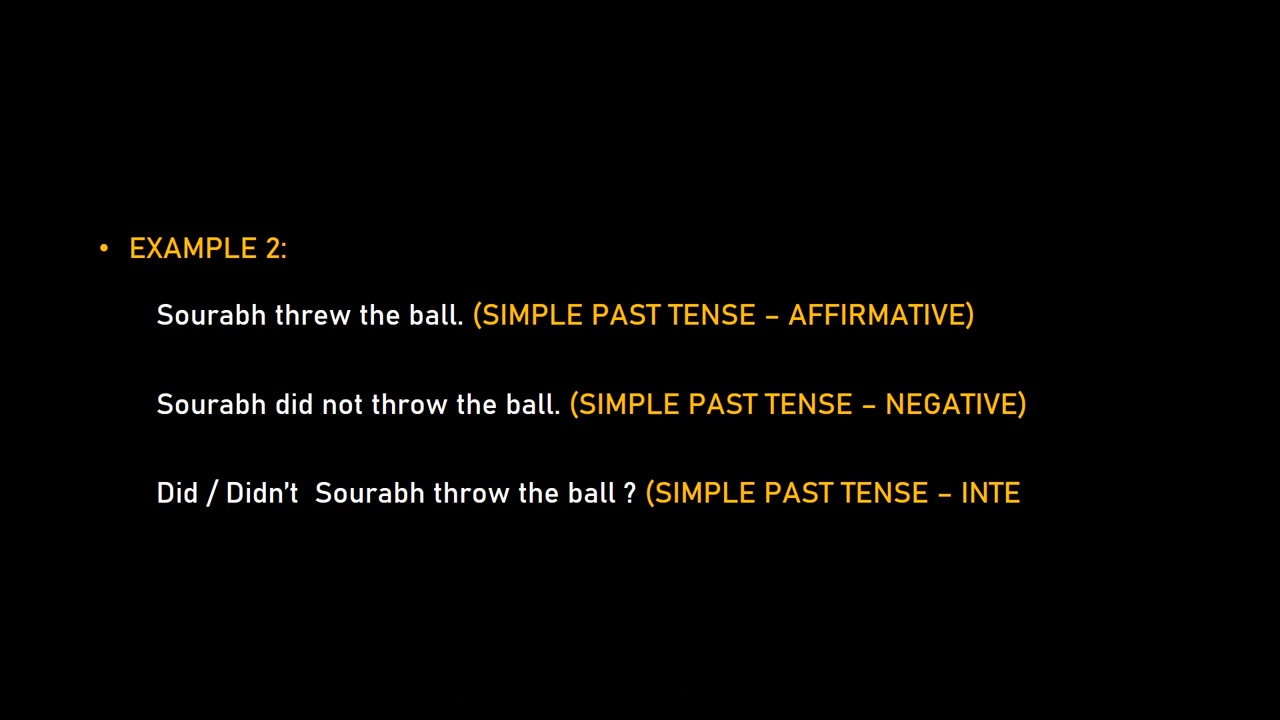 • EXAMPLE 2:
Sourabh threw the ball. (SIMPLE PAST TENSE – AFFIRMATIVE)
Sourabh did not throw the ball. (SIMPLE PAST TENSE – NEGATIVE)
Did / Didn’t  Sourabh throw the ball ? (SIMPLE PAST TENSE – INTE